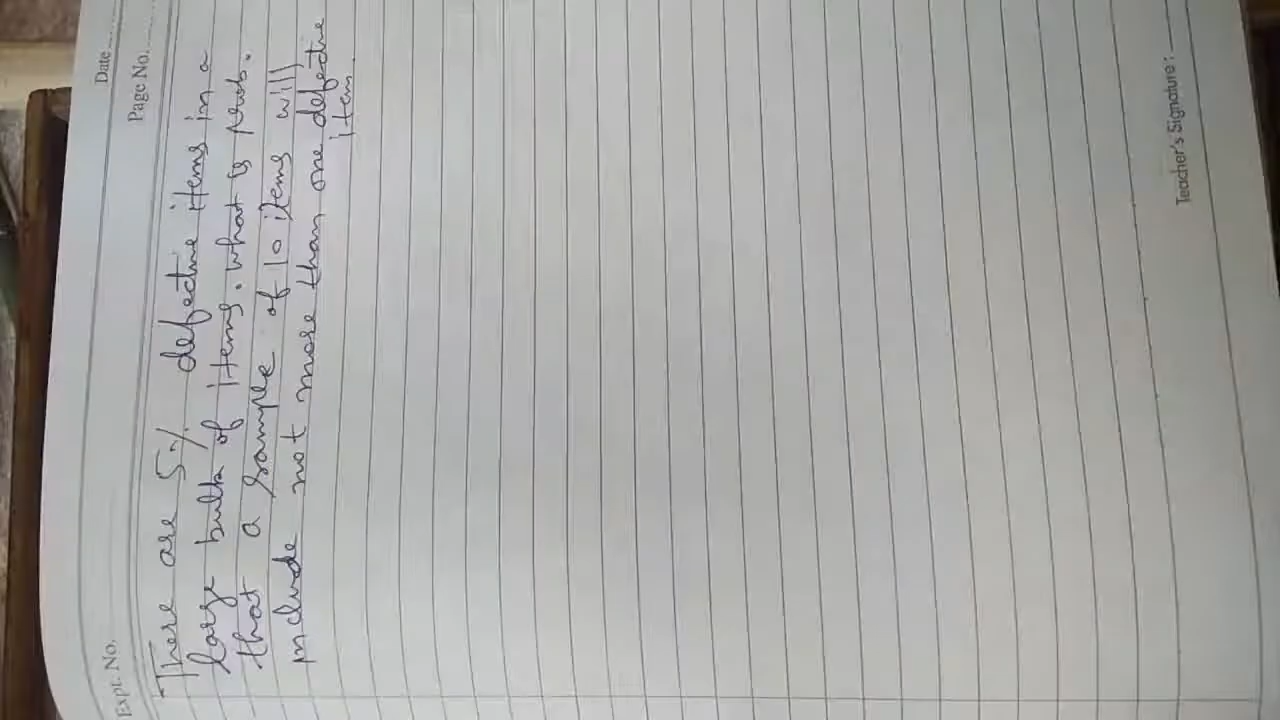 Expt. No.
Date
Page No.
There are 5% defective items in a
large bulk of items. what is prob.
that a sample of 10 items will
include not more than one defective
item.
Teacher's Signature :